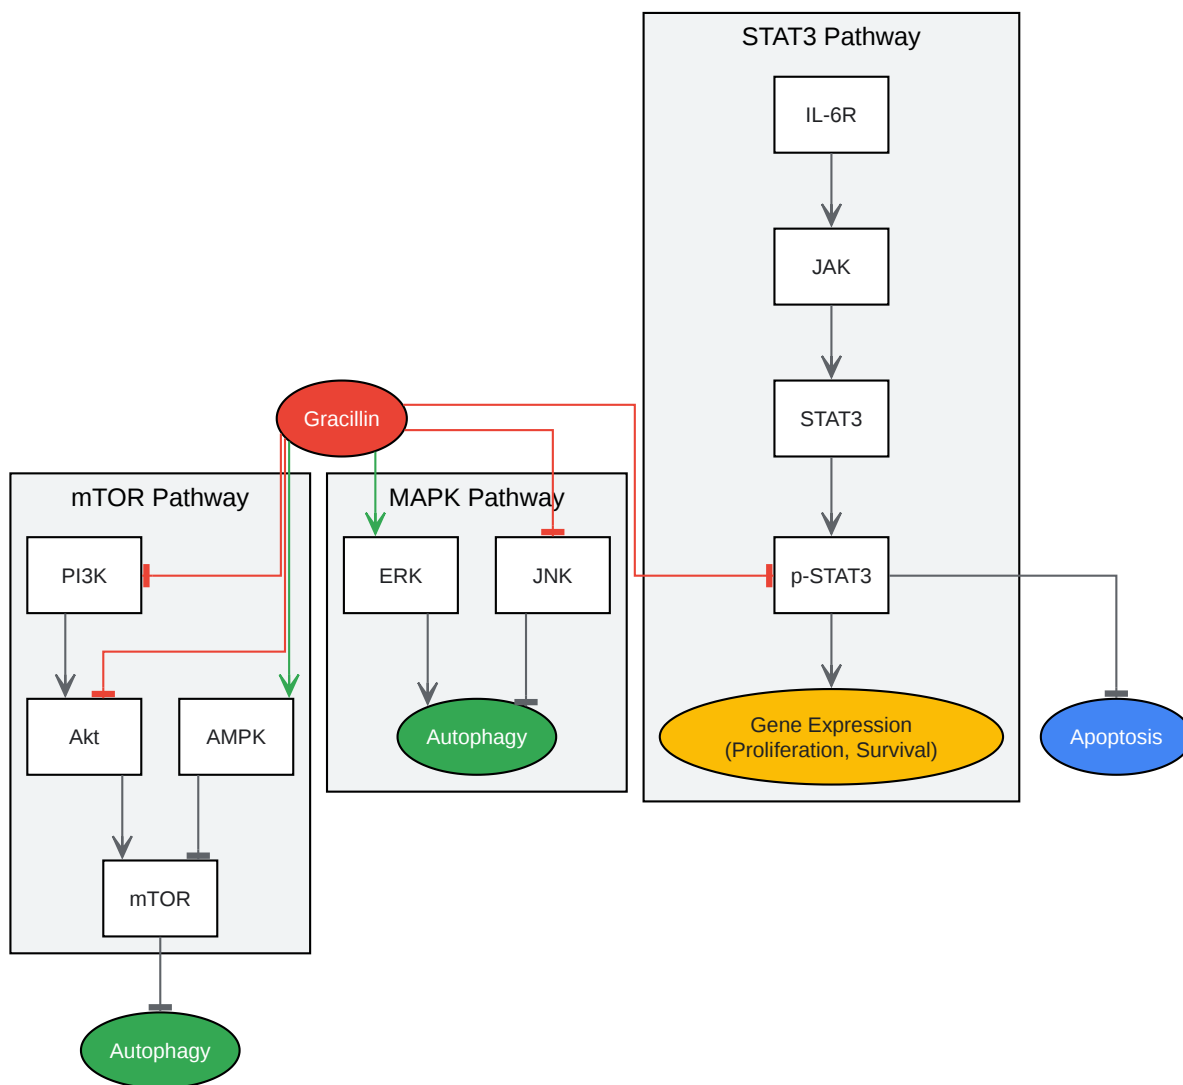 STAT3 Pathway
IL-6R
JAK
STAT3
Gracillin
mTOR Pathway
MAPK Pathway
PI3K
ERK
JNK
p-STAT3
Akt
AMPK
Autophagy
Gene Expression
(Proliferation, Survival)
Apoptosis
mTOR
Autophagy